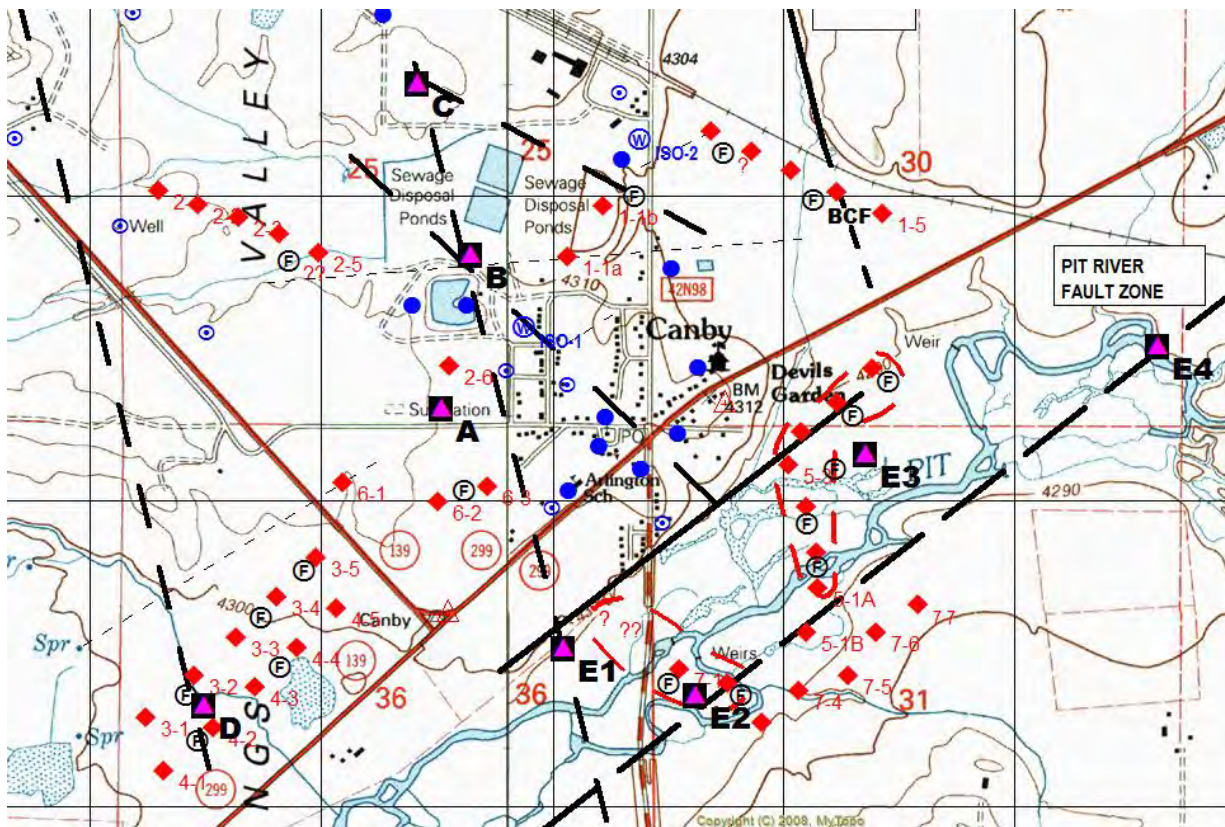 4304
C
VALLEY
25
25
W ISO-2
30
Sewage
Disposal
Ponds
Sewage
Disposal
Ponds
F
F
F
?
1-1b
BCF
1-5
Well
2-5
F
B
1-1a
4310
42N98
PIT RIVER
FAULT ZONE
W
ISO-1
Canby
Weir
E4
2-6
Devils
Garden
BM
4312
F
F
A
PO
PIT
E3
F
5-2
6-1
F
6-2
6-3
Arlington
Sch
4290
139
299
299
F
F
3-5
F
5-1A
7-7
4300
3-4
4-5
Canby
?
??
5-1B
7-6
Spr
3-3
4-4
139
E1
Weirs
F
3-2
4-3
36
36
7-1
7-5
F
F
F
E2
7-4
31
3-1
D
4-2
Spr
F
4-1
299
NGS
Copyright (C) 2008, MyTopo